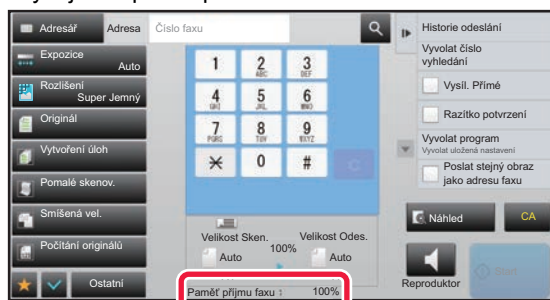 Adresář
Adresa
Číslo faxu
Expozice
Auto
Rozlišení
Super Jemný
Originál
Vytvoření úloh
Pomalé skenov.
Smíšená vel.
Počítání originálů
Ostatní
1
2
ABC
3
DEF
4
GHI
5
JKL
6
MNO
7
PQRS
8
TUV
9
WXYZ
0
#
C
Velikost Sken.
100%
Velikost Odes.
Auto
Auto
Paměť příjmu faxu : 100%
Historie odeslání
Vyvolat číslo
vyhledání
Vysíl. Přímé
Razítko potvrzení
Vyvolat program
Vyvolat uložená nastavení
Poslat stejný obraz
jako adresu faxu
Náhled
CA
Reproduktor
Start